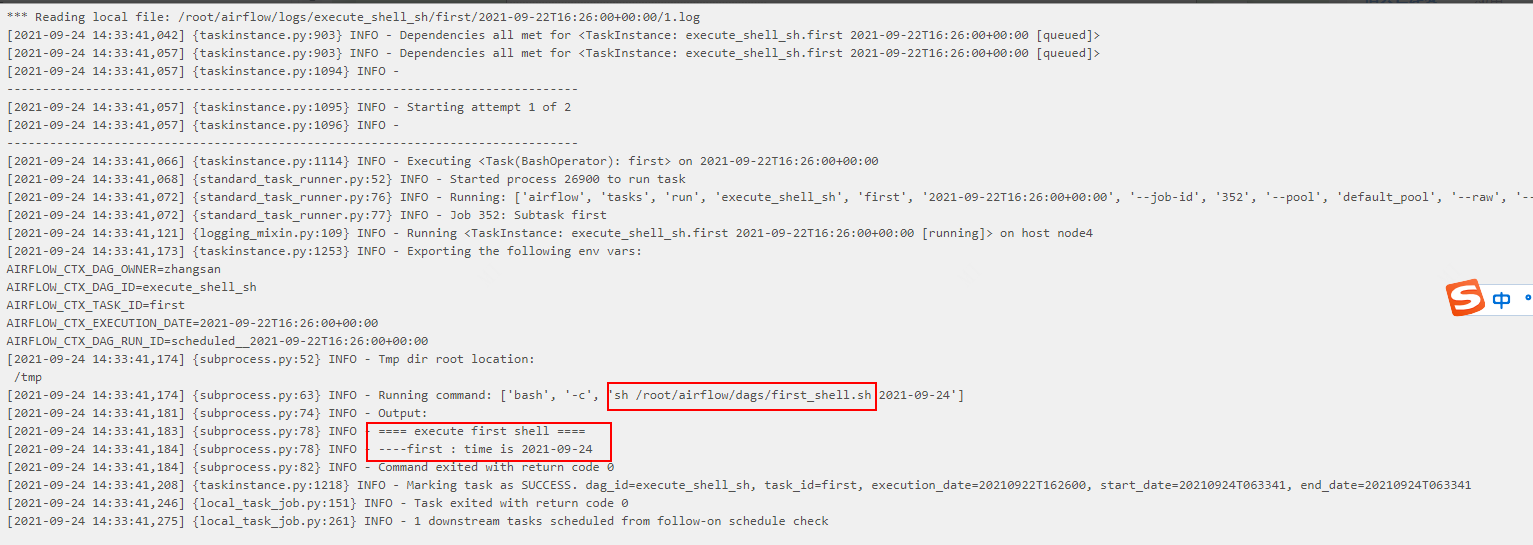 *** Reading local file: /root/airflow/logs/execute_shell_sh/first/2021-09-22T16:26:00+00:00/1.log
[2021-09-24 14:33:41,042] {taskinstance.py:903} INFO - Dependencies all met for <TaskInstance: execute_shell_sh.first 2021-09-22T16:26:00+00:00 [queued]>
[2021-09-24 14:33:41,057] {taskinstance.py:903} INFO - Dependencies all met for <TaskInstance: execute_shell_sh.first 2021-09-22T16:26:00+00:00 [queued]>
[2021-09-24 14:33:41,057] {taskinstance.py:1094} INFO -
--------------------------------------------------------------------------------
[2021-09-24 14:33:41,057] {taskinstance.py:1095} INFO - Starting attempt 1 of 2
[2021-09-24 14:33:41,057] {taskinstance.py:1096} INFO -
--------------------------------------------------------------------------------
[2021-09-24 14:33:41,066] {taskinstance.py:1114} INFO - Executing <Task(BashOperator): first> on 2021-09-22T16:26:00+00:00
[2021-09-24 14:33:41,068] {standard_task_runner.py:52} INFO - Started process 26900 to run task
[2021-09-24 14:33:41,072] {standard_task_runner.py:76} INFO - Running: ['airflow', 'tasks', 'run', 'execute_shell_sh', 'first', '2021-09-22T16:26:00+00:00', '--job-id', '352', '--pool', 'default_pool', '--raw', '--
[2021-09-24 14:33:41,072] {standard_task_runner.py:77} INFO - Job 352: Subtask first
[2021-09-24 14:33:41,121] {logging_mixin.py:109} INFO - Running <TaskInstance: execute_shell_sh.first 2021-09-22T16:26:00+00:00 [running]> on host node4
[2021-09-24 14:33:41,173] {taskinstance.py:1253} INFO - Exporting the following env vars:
AIRFLOW_CTX_DAG_OWNER=zhangsan
AIRFLOW_CTX_DAG_ID=execute_shell_sh
AIRFLOW_CTX_TASK_ID=first
AIRFLOW_CTX_EXECUTION_DATE=2021-09-22T16:26:00+00:00
AIRFLOW_CTX_DAG_RUN_ID=scheduled__2021-09-22T16:26:00+00:00
[2021-09-24 14:33:41,174] {subprocess.py:52} INFO - Tmp dir root location:
 /tmp
[2021-09-24 14:33:41,174] {subprocess.py:63} INFO - Running command: ['bash', '-c', 'sh /root/airflow/dags/first_shell.sh 2021-09-24']
[2021-09-24 14:33:41,181] {subprocess.py:74} INFO - Output:
[2021-09-24 14:33:41,183] {subprocess.py:78} INFO - ==== execute first shell ====
[2021-09-24 14:33:41,184] {subprocess.py:78} INFO - ----first : time is 2021-09-24
[2021-09-24 14:33:41,184] {subprocess.py:82} INFO - Command exited with return code 0
[2021-09-24 14:33:41,208] {taskinstance.py:1218} INFO - Marking task as SUCCESS. dag_id=execute_shell_sh, task_id=first, execution_date=20210922T162600, start_date=20210924T063341, end_date=20210924T063341
[2021-09-24 14:33:41,246] {local_task_job.py:151} INFO - Task exited with return code 0
[2021-09-24 14:33:41,275] {local_task_job.py:261} INFO - 1 downstream tasks scheduled from follow-on schedule check
S 中